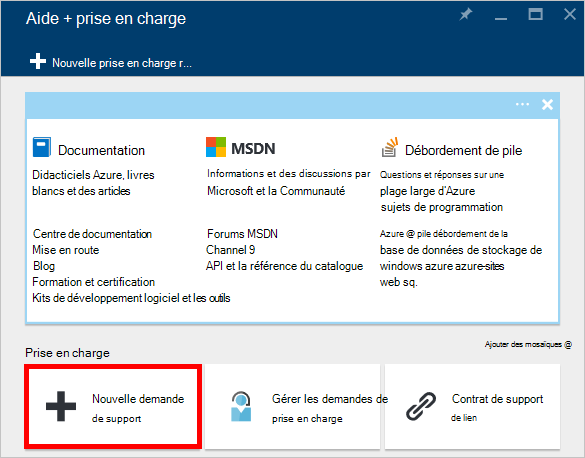 Aide + prise en charge
Nouvelle prise en charge r...
Documentation
Didacticiels Azure, livres
blancs et des articles
Centre de documentation
Mise en route
Blog
Formation et certification
Kits de développement logiciel et les outils
MSDN
Informations et des discussions par
Microsoft et la Communauté
Forums MSDN
Channel 9
API et la référence du catalogue
Débordement de pile
Questions et réponses sur une
plage large d'Azure
sujets de programmation
Azure @ pile débordement de la
base de données de stockage de
windows azure azure-sites
web sq.
Ajouter des mosaïques @
Prise en charge
Nouvelle demande
de support
Gérer les demandes de
prise en charge
Contrat de support
de lien